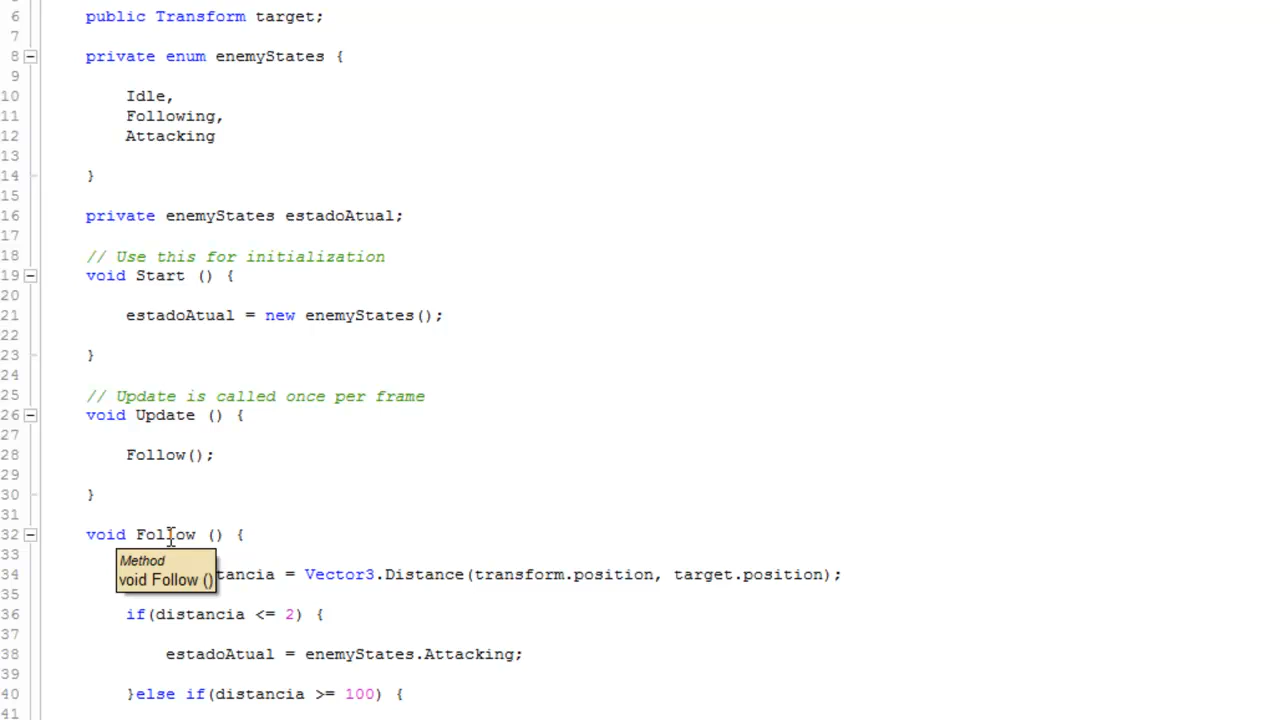 6 public Transform target;
7
8 private enum enemyStates {
9
10 Idle,
11 Following,
12 Attacking
13
14 }
15
16 private enemyStates estadoAtual;
17
18 // Use this for initialization
19 void Start () {
20
21 estadoAtual = new enemyStates();
22
23 }
24
25 // Update is called once per frame
26 void Update () {
27
28 Follow();
29
30 }
31
32 void Follow () {
33
Method
void Follow ()
34 tancia = Vector3.Distance(transform.position, target.position);
35
36 if(distancia <= 2) {
37
38 estadoAtual = enemyStates.Attacking;
39
40 }else if(distancia >= 100) {
41